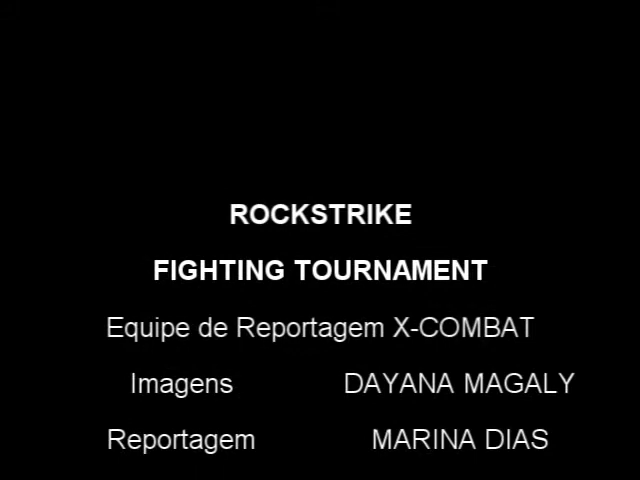 ROCKSTRIKE
FIGHTING TOURNAMENT
Equipe de Reportagem X-COMBAT
Imagens DAYANA MAGALY
Reportagem MARINA DIAS